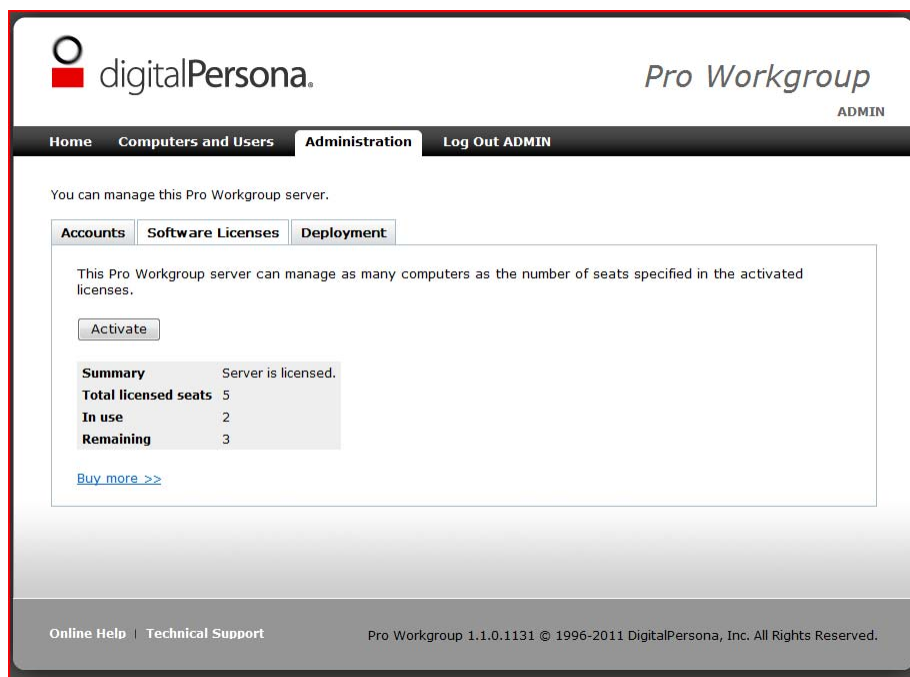 digitalPersona.
Pro Workgroup
ADMIN
Home Computers and Users Administration Log Out ADMIN
You can manage this Pro Workgroup server.
Accounts Software Licenses Deployment
This Pro Workgroup server can manage as many computers as the number of seats specified in the activated
licenses.
Activate
Summary Server is licensed.
Total licensed seats 5
In use 2
Remaining 3
Buy more >>
Online Help | Technical Support Pro Workgroup 1.1.0.1131 © 1996-2011 DigitalPersona, Inc. All Rights Reserved.